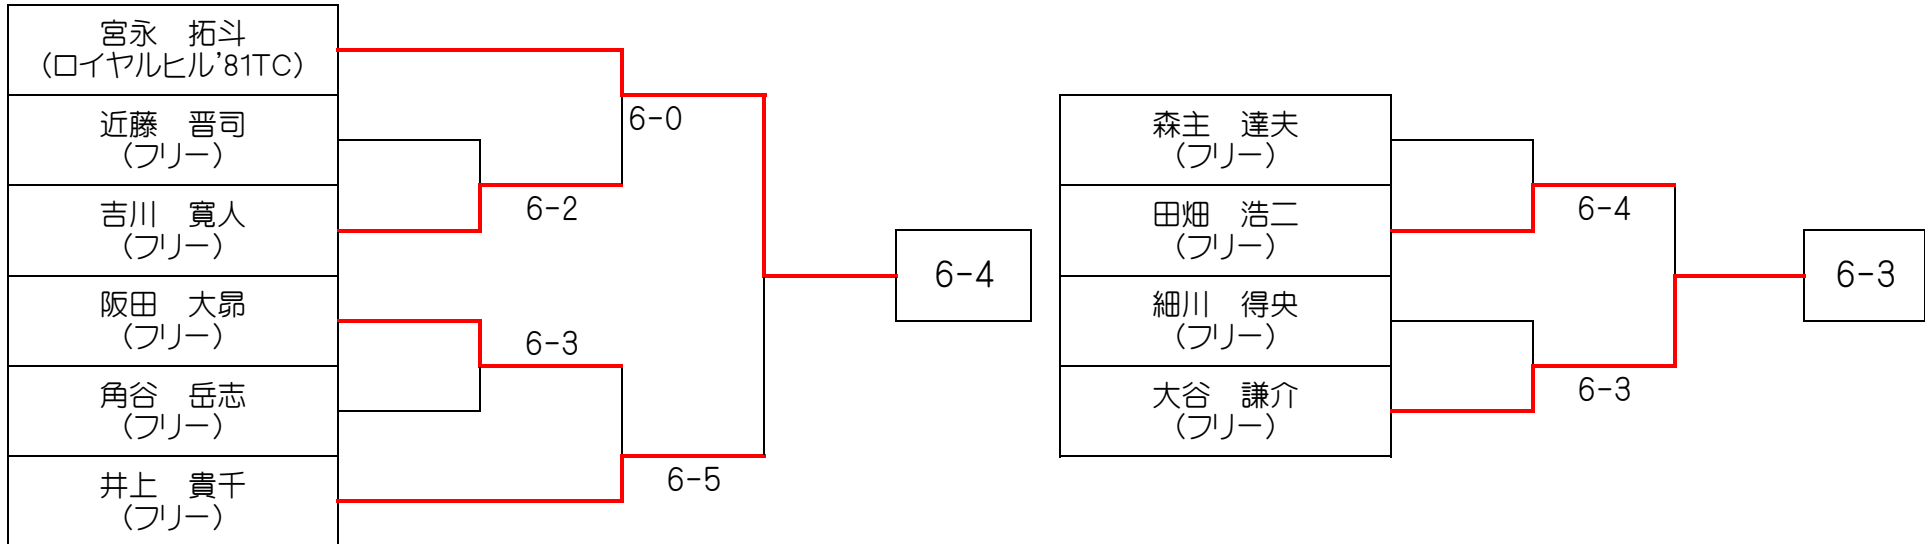 宮永　拓斗
(ロイヤルヒル'81TC)
近藤　晋司
(フリー)
吉川　寛人
(フリー)
阪田　大昴
(フリー)
角谷　岳志
(フリー)
井上　貴千
(フリー)
6-0
6-2
6-3
6-5
6-4
森主　達夫
(フリー)
田畑　浩二
(フリー)
細川　得央
(フリー)
大谷　謙介
(フリー)
6-4
6-3
6-3